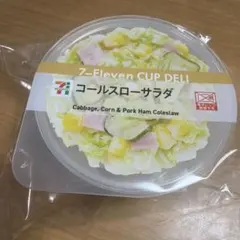 7-Eleven CUP DELI
コールスローサラダ
Cabbage, Corn & Pork Ham Coleslaw